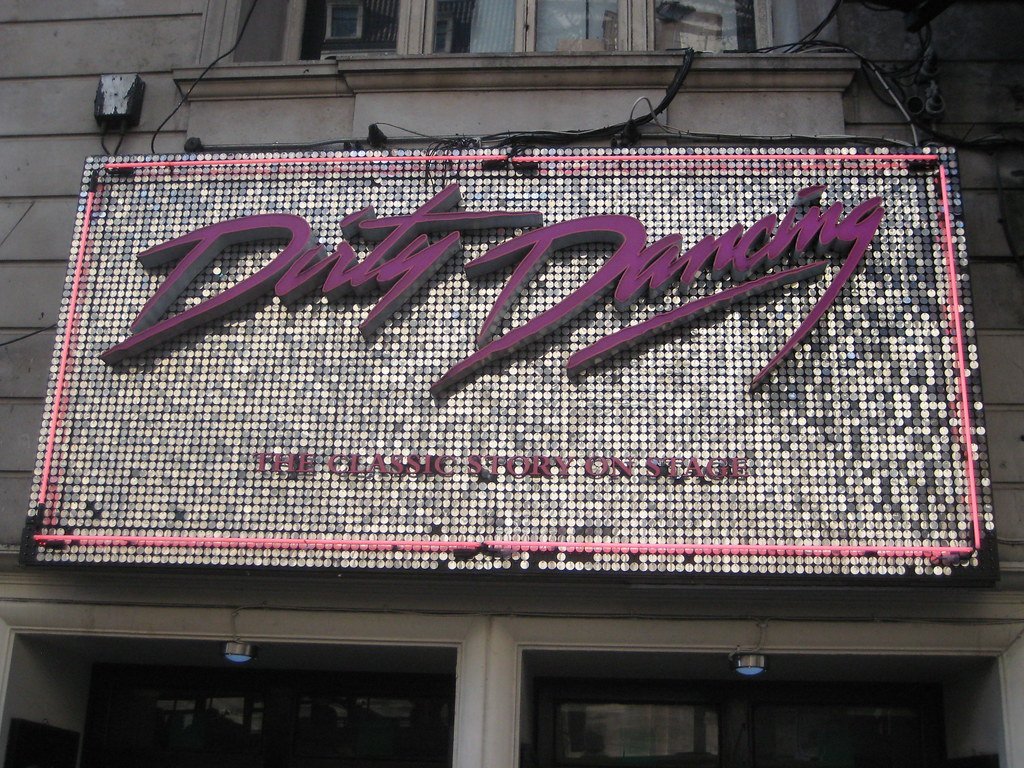 Dirty Dancing
THE CLASSIC STORY ON STAGE